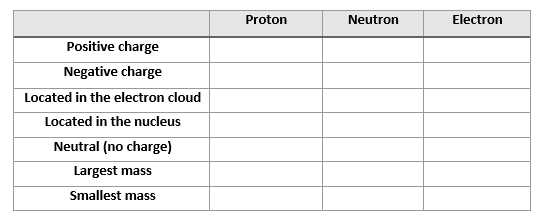 Proton Neutron Electron
Positive charge
Negative charge
Located in the electron cloud
Located in the nucleus
Neutral (no charge)
Largest mass
Smallest mass